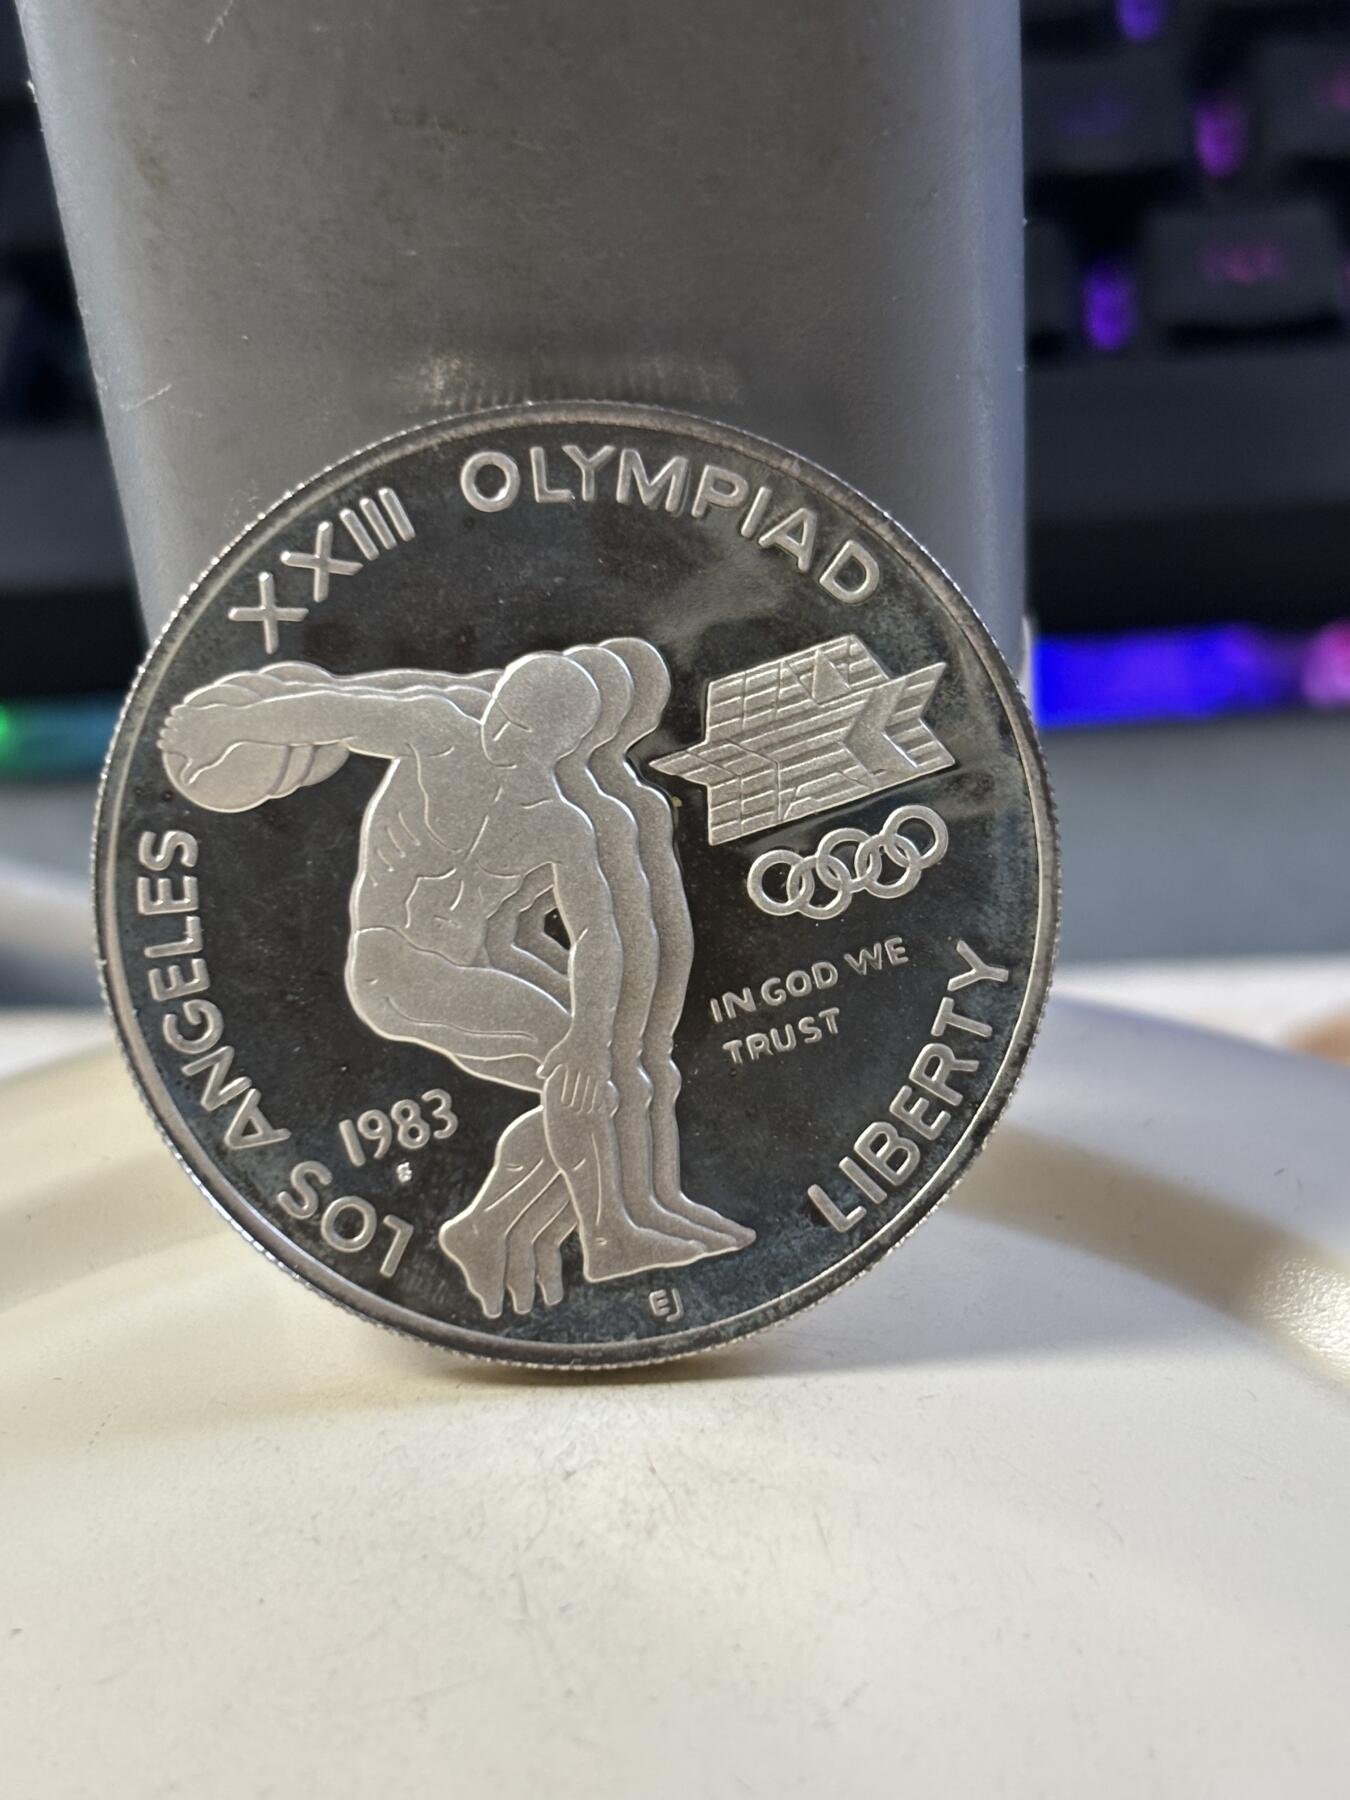 XXIII OLYMPIAD
LOS ANGELES
1983
S
IN GOD WE
TRUST
LIBERTY
EJ